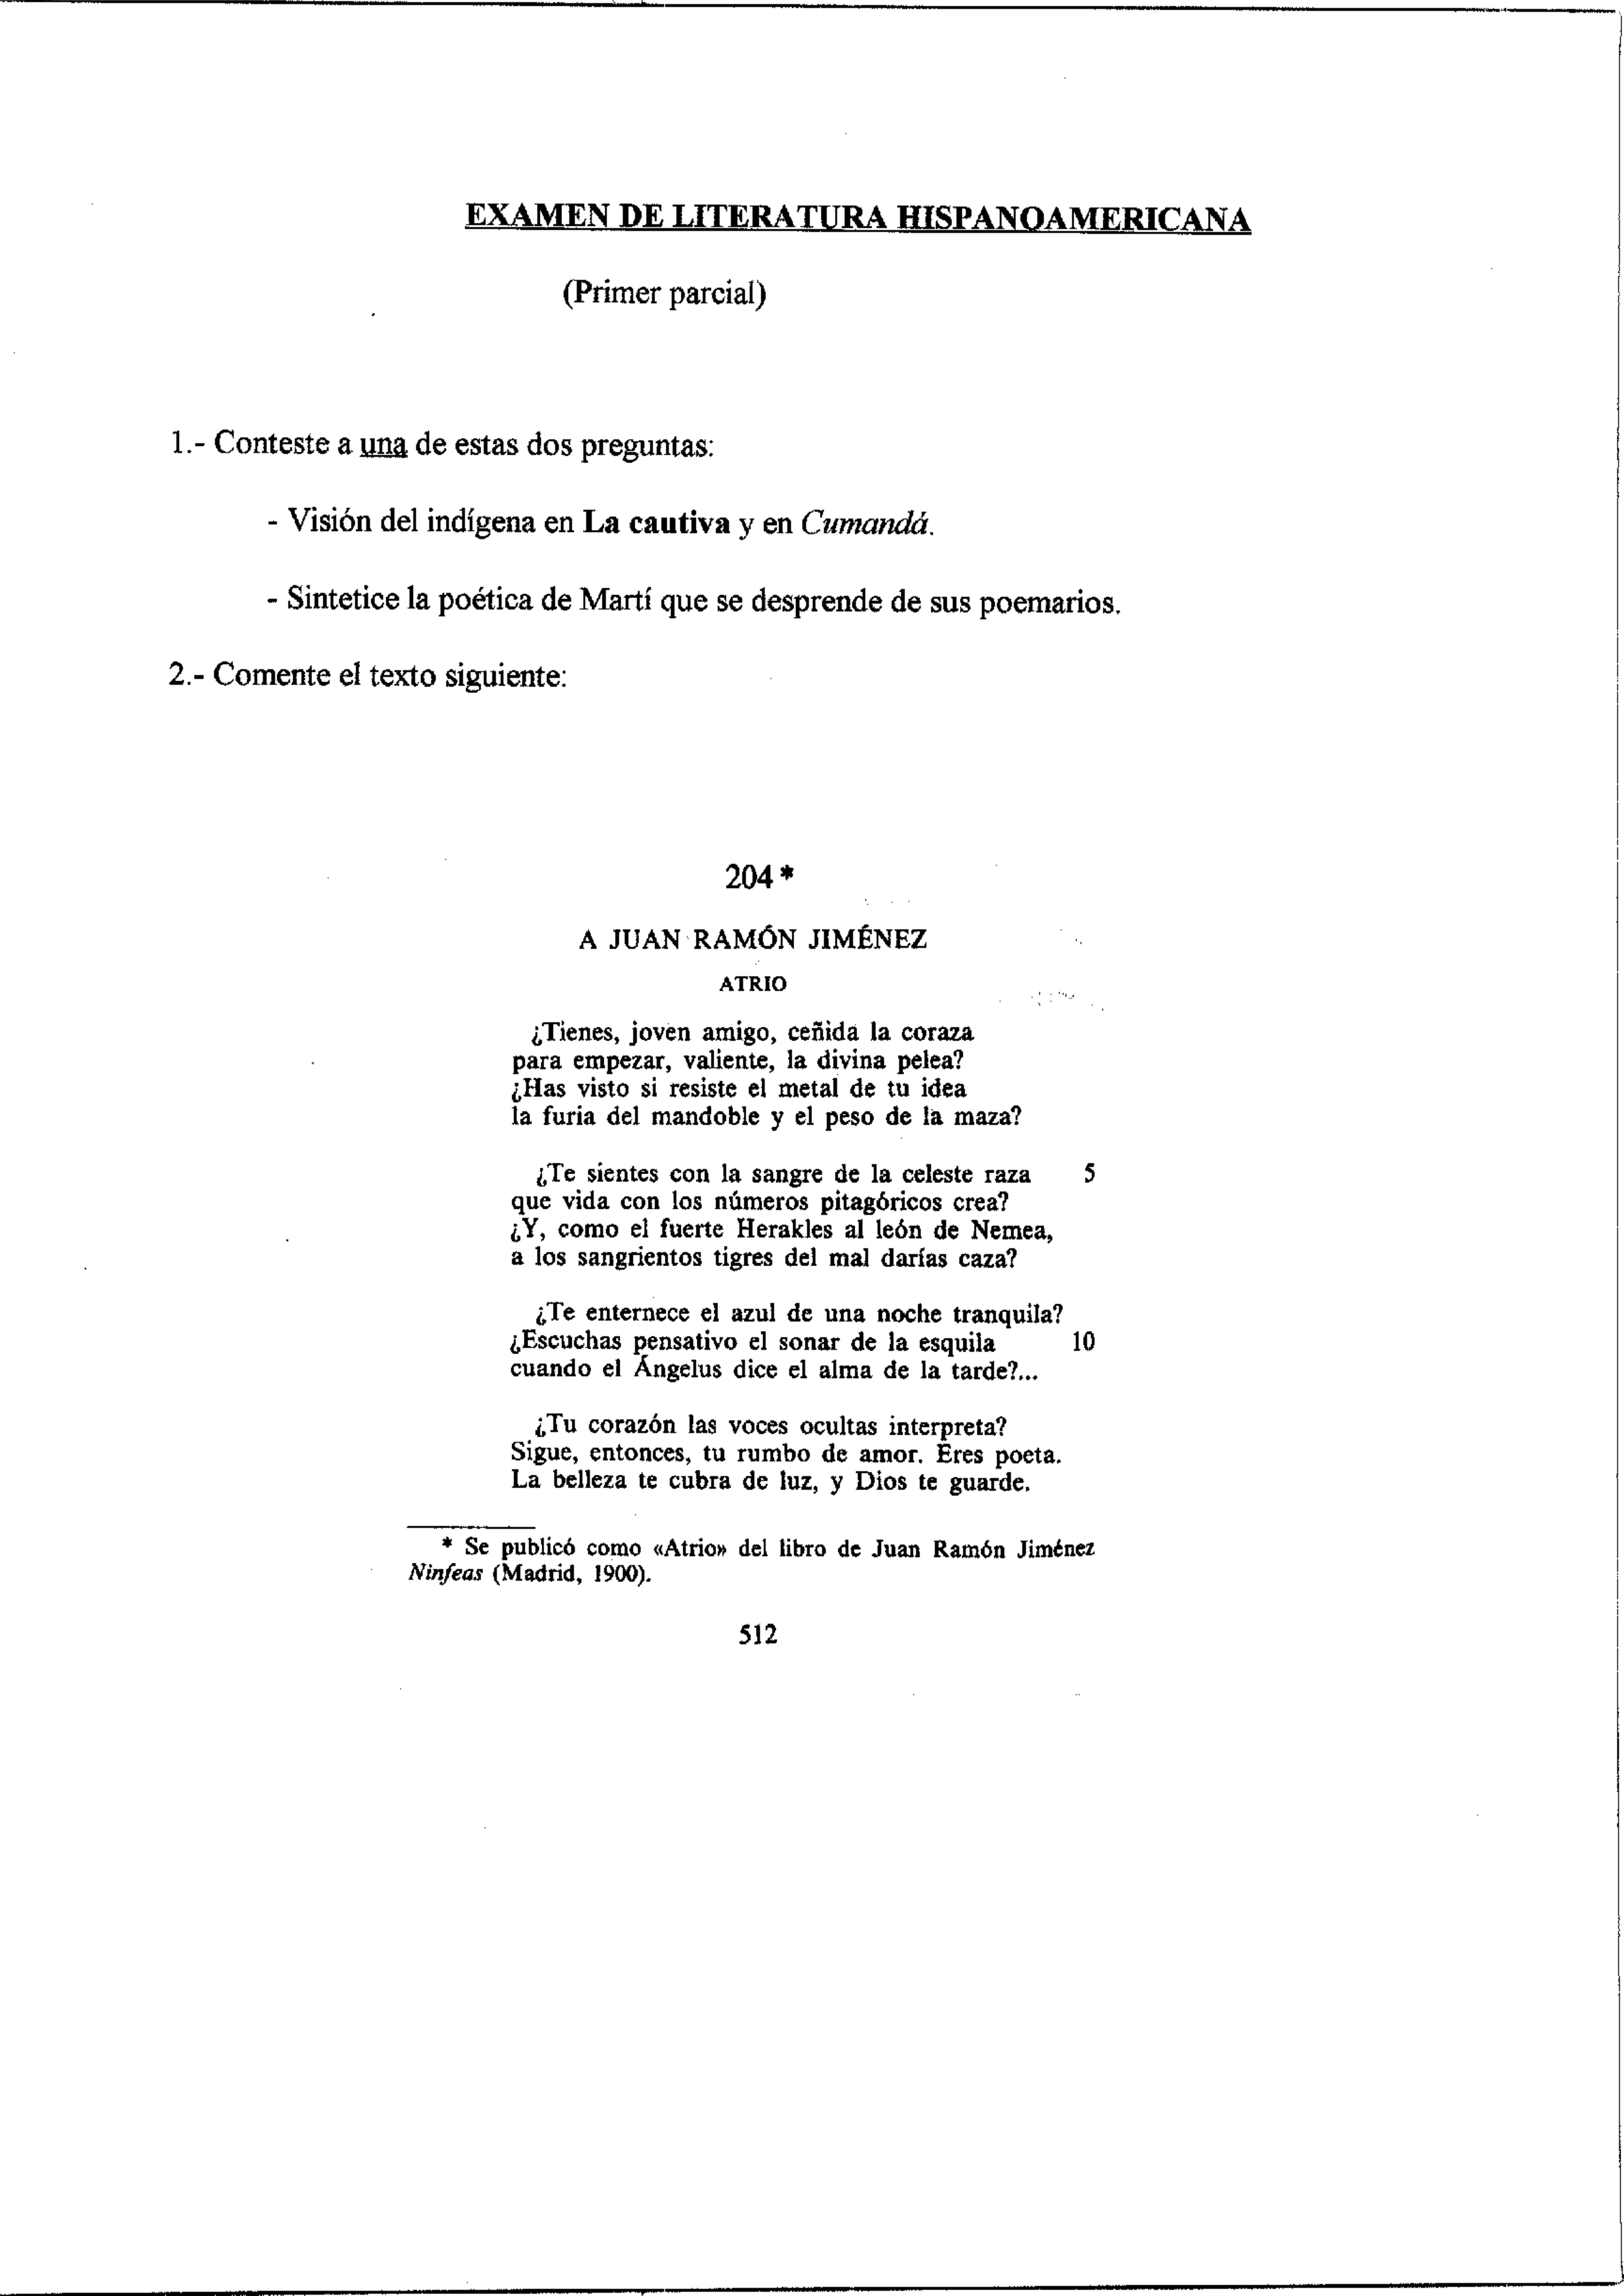 EXAMEN DE LITERATURA HISPANOAMERICANA
(Primer parcial)
1.- Conteste a una de estas dos preguntas:
- Visión del indígena en La cautiva y en Cumandá.
- Sintetice la poética de Martí que se desprende de sus poemarios.
2.- Comente el texto siguiente:
204 *
A JUAN RAMÓN JIMÉNEZ
ATRIO
¿Tienes, joven amigo, ceñida la coraza
para empezar, valiente, la divina pelea?
¿Has visto si resiste el metal de tu idea
la furia del mandoble y el peso de la maza?
¿Te sientes con la sangre de la celeste raza 5
que vida con los números pitagóricos crea?
¿Y, como el fuerte Herakles al león de Nemea,
a los sangrientos tigres del mal darías caza?
¿Te enternece el azul de una noche tranquila?
¿Escuchas pensativo el sonar de la esquila 10
cuando el Ángelus dice el alma de la tarde?...
¿Tu corazón las voces ocultas interpreta?
Sigue, entonces, tu rumbo de amor. Eres poeta.
La belleza te cubra de luz, y Dios te guarde.
* Se publicó como «Atrio» del libro de Juan Ramón Jiménez
Ninfeas (Madrid, 1900).
512